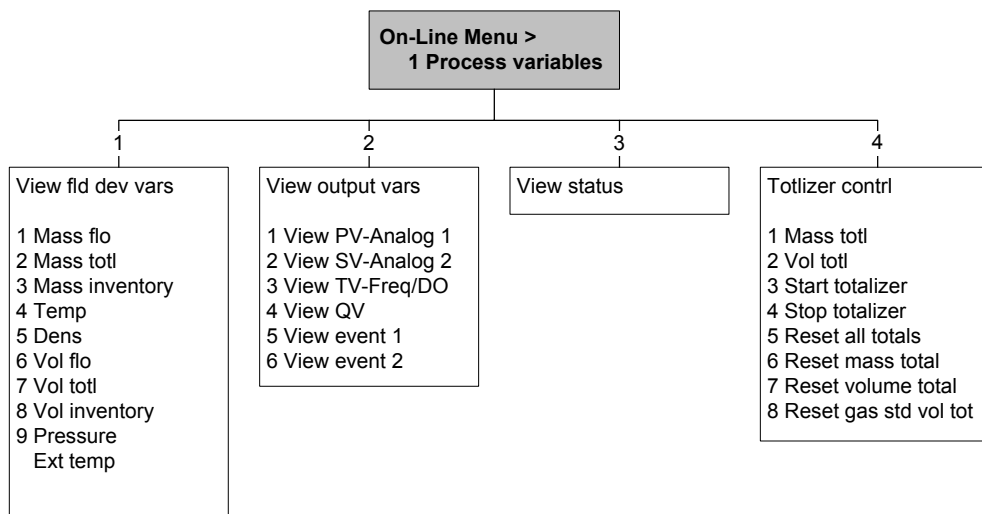 On-Line Menu >
1 Process variables
1
View fld dev vars
1 Mass flo
2 Mass totl
3 Mass inventory
4 Temp
5 Dens
6 Vol flo
7 Vol totl
8 Vol inventory
9 Pressure
Ext temp
2
View output vars
1 View PV-Analog 1
2 View SV-Analog 2
3 View TV-Freq/DO
4 View QV
5 View event 1
6 View event 2
3
View status
4
Totlizer contrl
1 Mass totl
2 Vol totl
3 Start totalizer
4 Stop totalizer
5 Reset all totals
6 Reset mass total
7 Reset volume total
8 Reset gas std vol tot